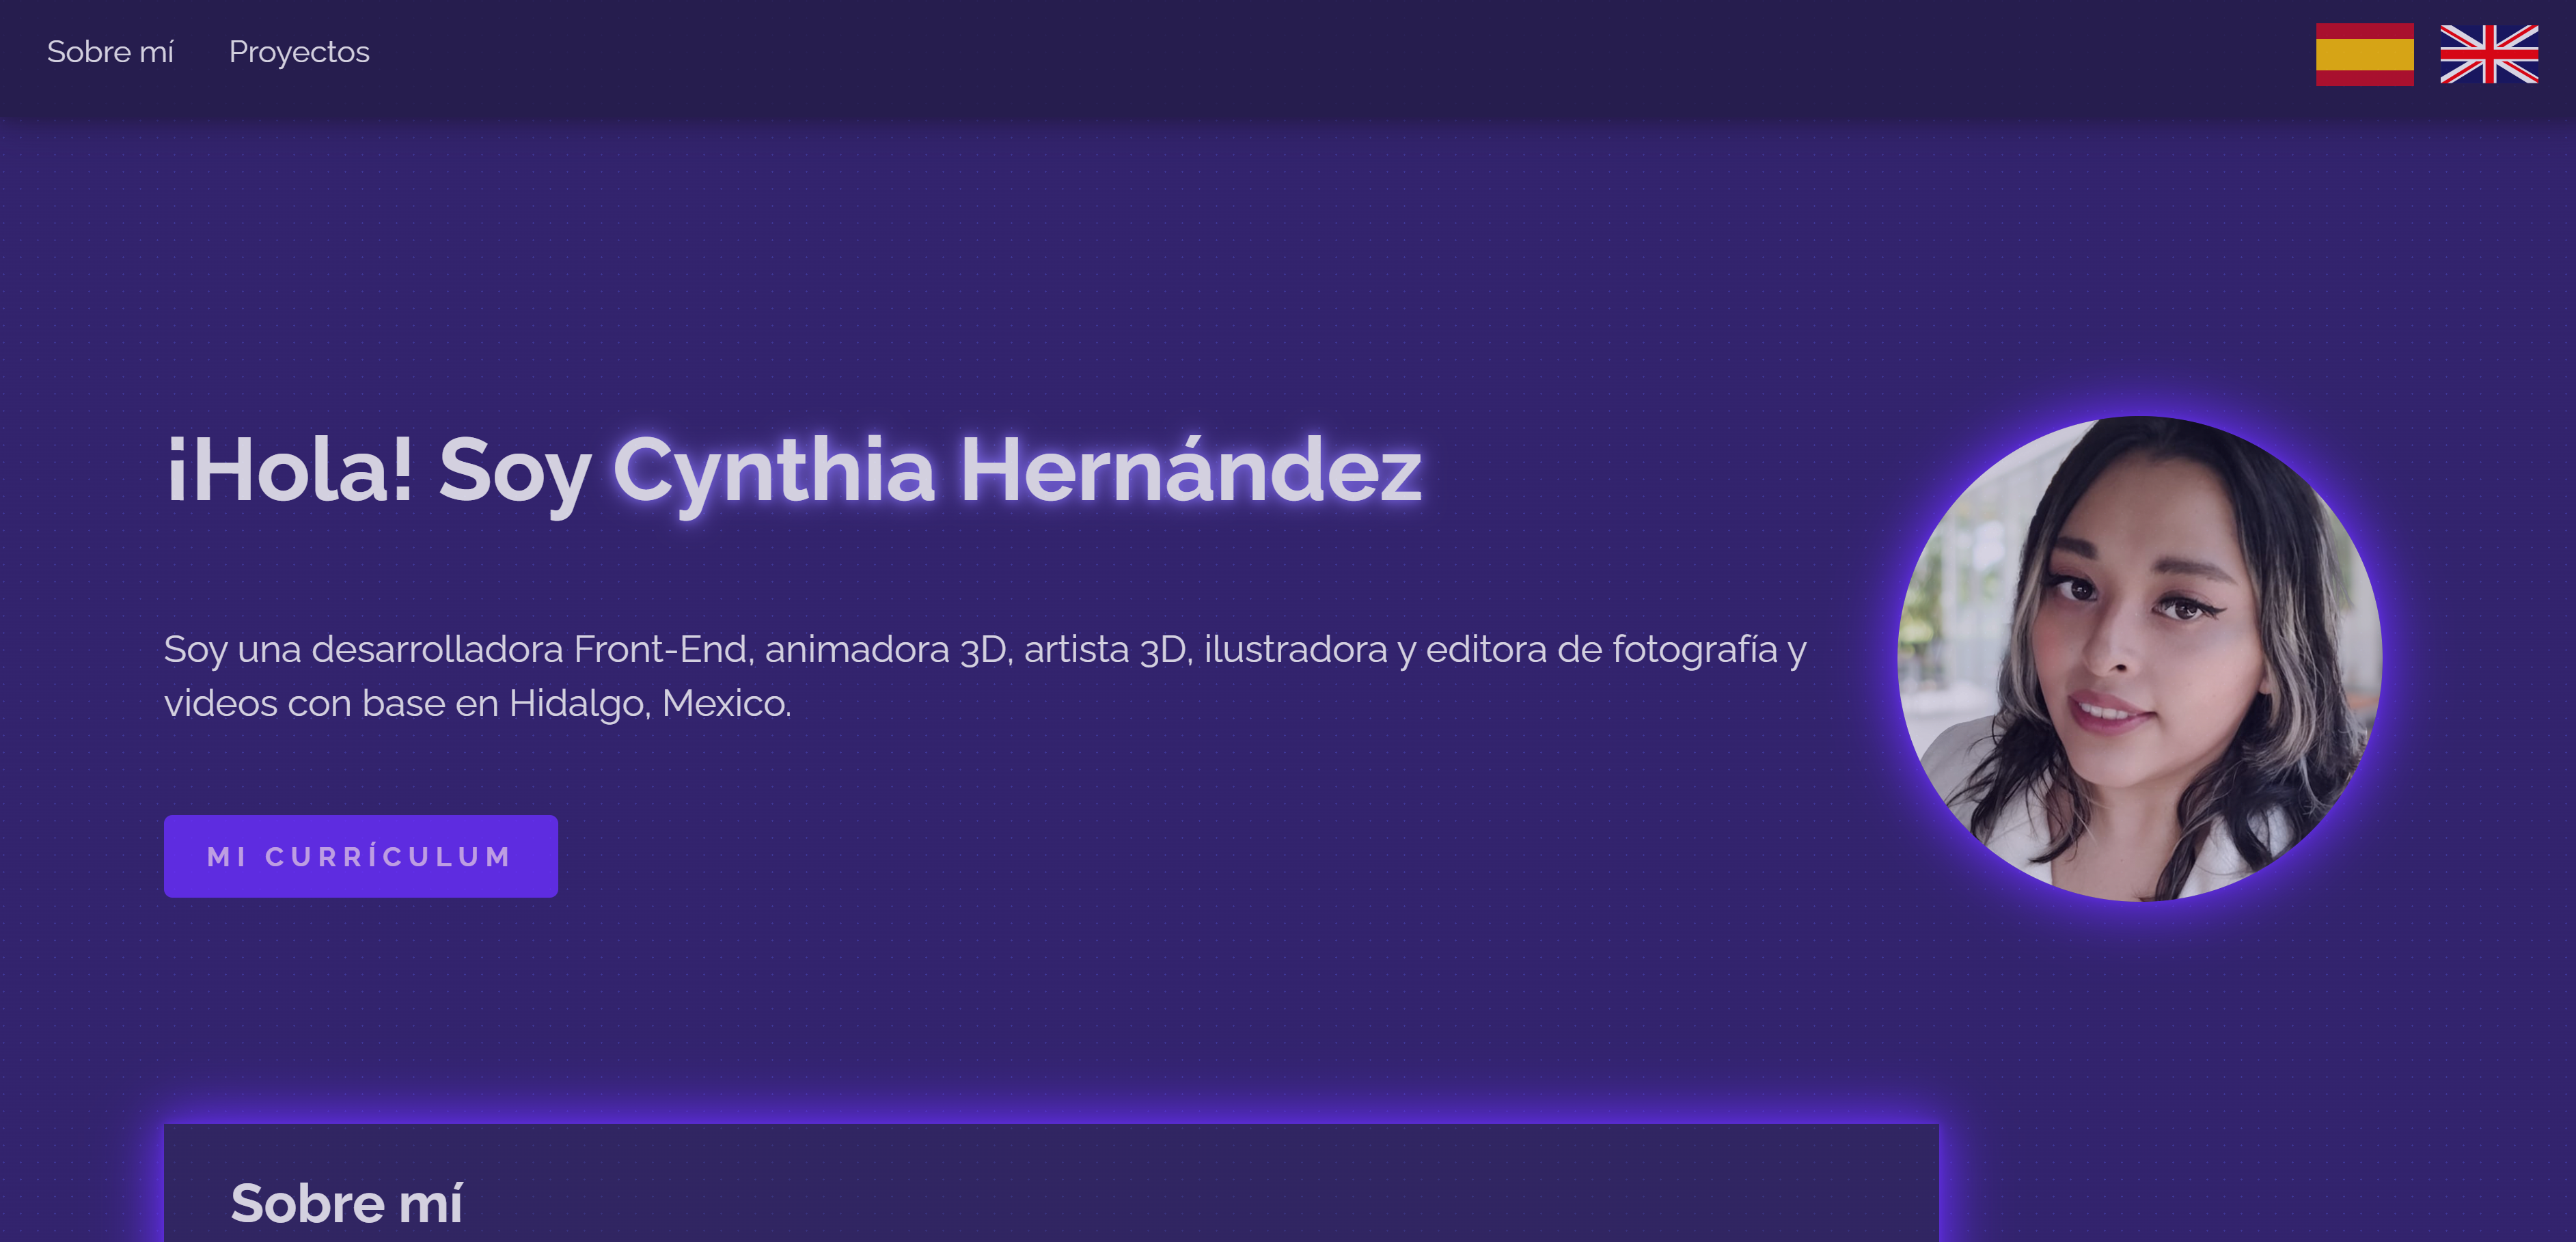 Sobre mí
Proyectos
¡Hola! Soy Cynthia Hernández
Soy una desarrolladora Front-End, animadora 3D, artista 3D, ilustradora y editora de fotografía y
videos con base en Hidalgo, Mexico.
MI CURRÍCULUM
Sobre mí